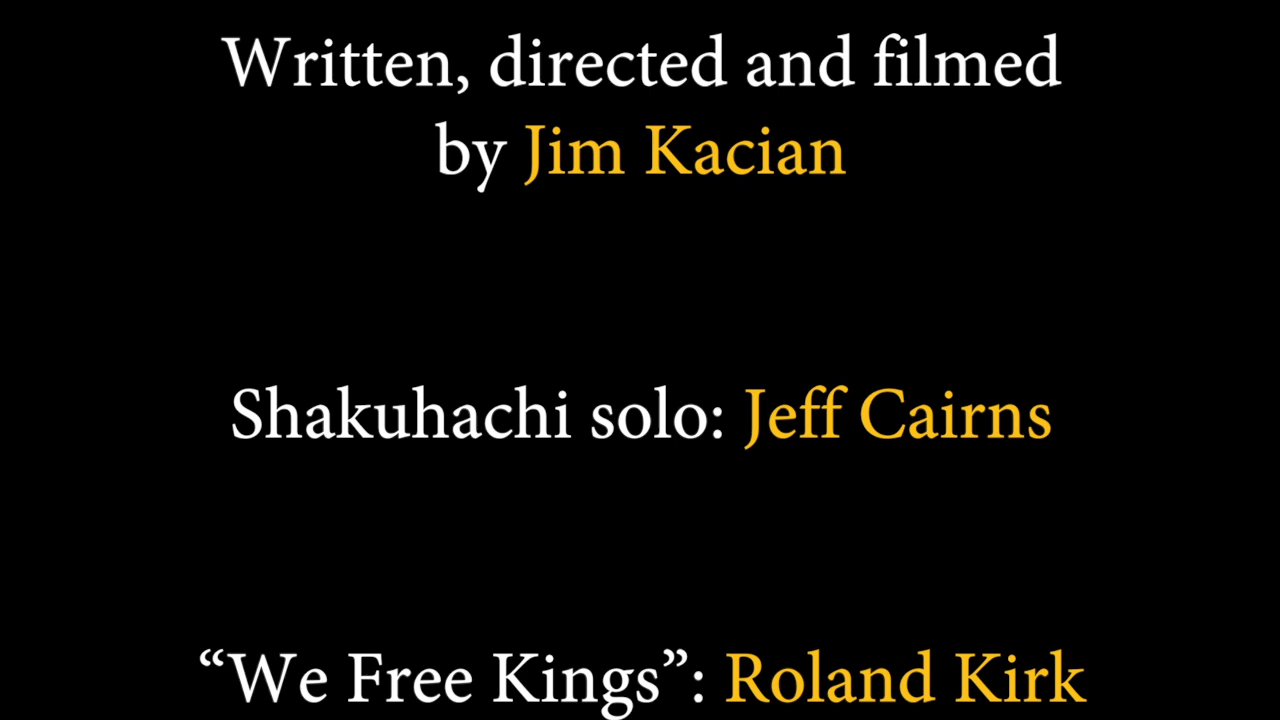 Written, directed and filmed
by Jim Kacian
Shakuhachi solo: Jeff Cairns
“We Free Kings”: Roland Kirk